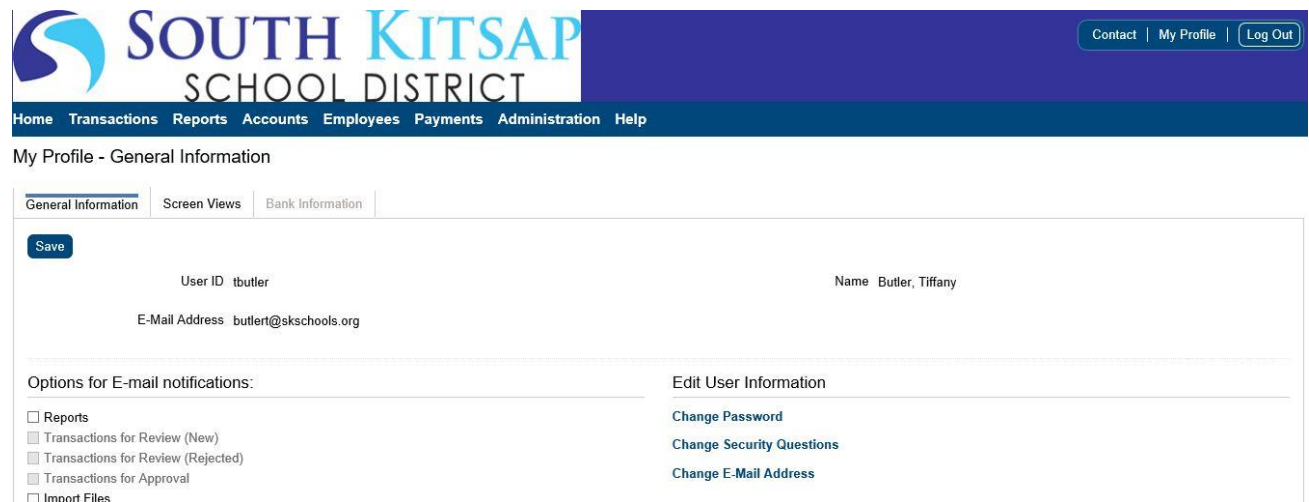 SOUTH KITSAP
SCHOOL DISTRICT
Contact | My Profile | Log Out
Home Transactions Reports Accounts Employees Payments Administration Help
My Profile - General Information
General Information Screen Views Bank Information
Save
User ID tbutler Name Butler, Tiffany
E-Mail Address butlert@skschools.org
Options for E-mail notifications:
Reports
Transactions for Review (New)
Transactions for Review (Rejected)
Transactions for Approval
Import Files
Edit User Information
Change Password
Change Security Questions
Change E-Mail Address